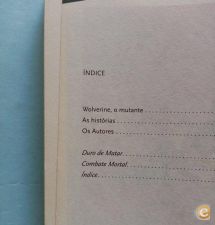 ÍNDICE
Wolverine, o mutante . . . . . . . . . . . . . . . .
As histórias . . . . . . . . . . . . . . . . . . . . .
Os Autores . . . . . . . . . . . . . . . . . . . . . .
Duro de Matar. . . . . . . . . . . . . . . . . . . .
Combate Mortal. . . . . . . . . . . . . . . . . .
Índice. . . . . . . . . . . . . . . . . . . . . . . . .